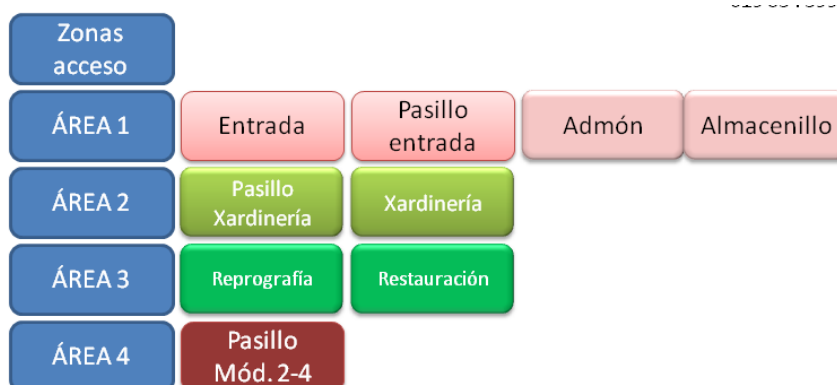 Zonas
acceso
ÁREA 1
Entrada
Pasillo
entrada
Admón
Almacenillo
ÁREA 2
Pasillo
Xardinería
Xardinería
ÁREA 3
Reprografía
Restauración
ÁREA 4
Pasillo
Mód. 2-4